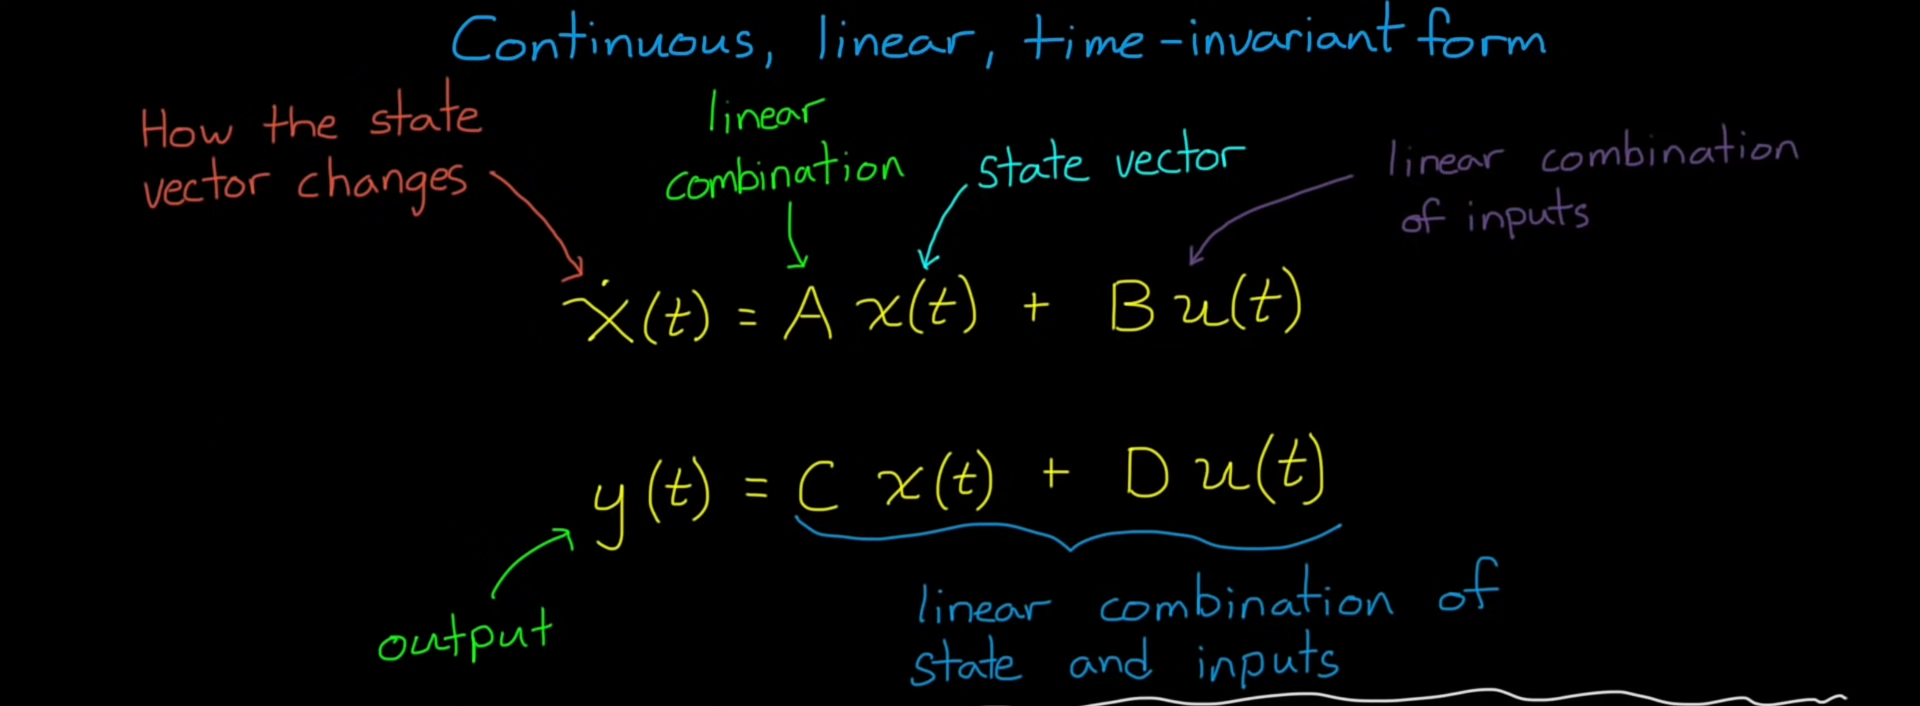 Continuous, linear, time-invariant form
How the state
vector changes
linear
combination
state vector
linear combination
of inputs
ẋ(t) = A x(t) + B u(t)
y(t) = C x(t) + D u(t)
output
linear combination of
state and inputs